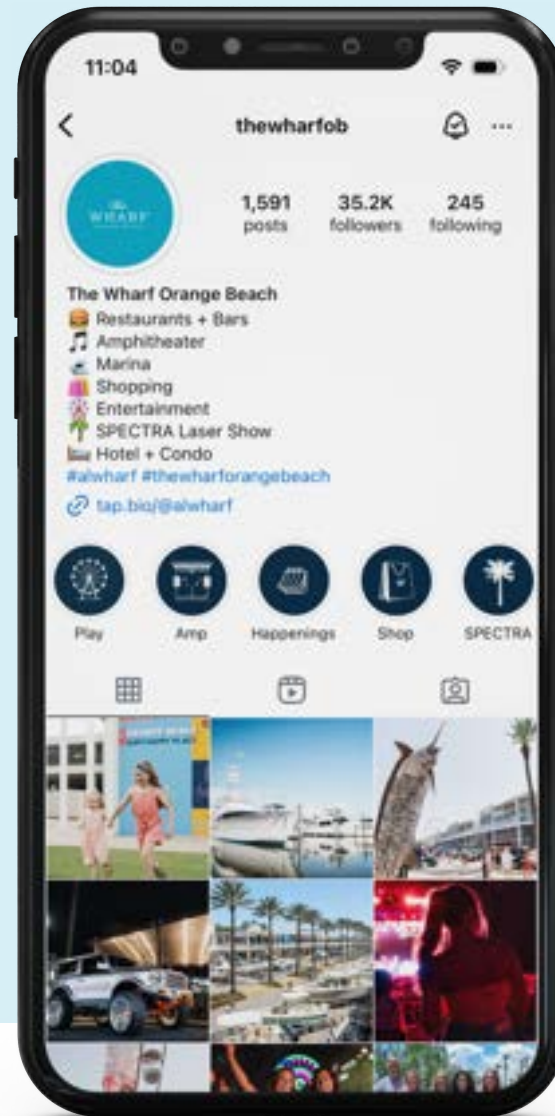 11:04
thewharfob
WHARF
1,591
posts
35.2K
followers
245
following
The Wharf Orange Beach
🍔 Restaurants + Bars
🎵 Amphitheater
🛥 Marina
🛍 Shopping
🎡 Entertainment
🌴 SPECTRA Laser Show
🛏 Hotel + Condo
#alwharf #thewharforangebeach
tap.bio/@alwharf
Play
Amp
Happenings
Shop
SPECTRA